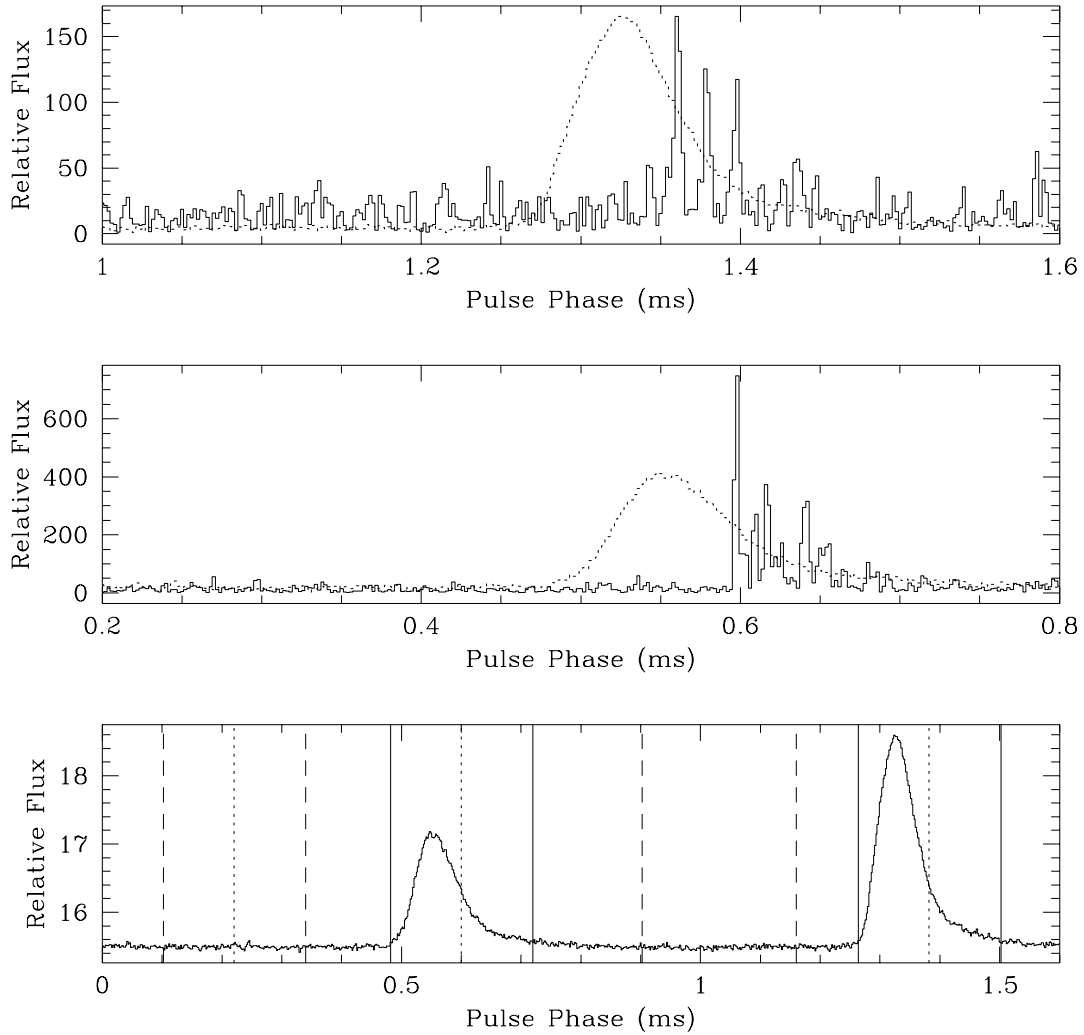 Relative Flux
150
100
50
0
1 1.2 1.4 1.6
Pulse Phase (ms)
Relative Flux
600
400
200
0
0.2 0.4 0.6 0.8
Pulse Phase (ms)
Relative Flux
18
17
16
0 0.5 1 1.5
Pulse Phase (ms)